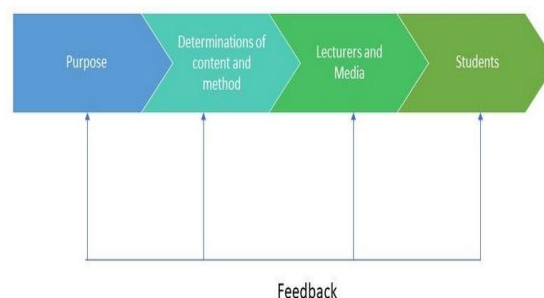 Purpose
Determinations of
content and
method
Lecturers and
Media
Students
Feedback